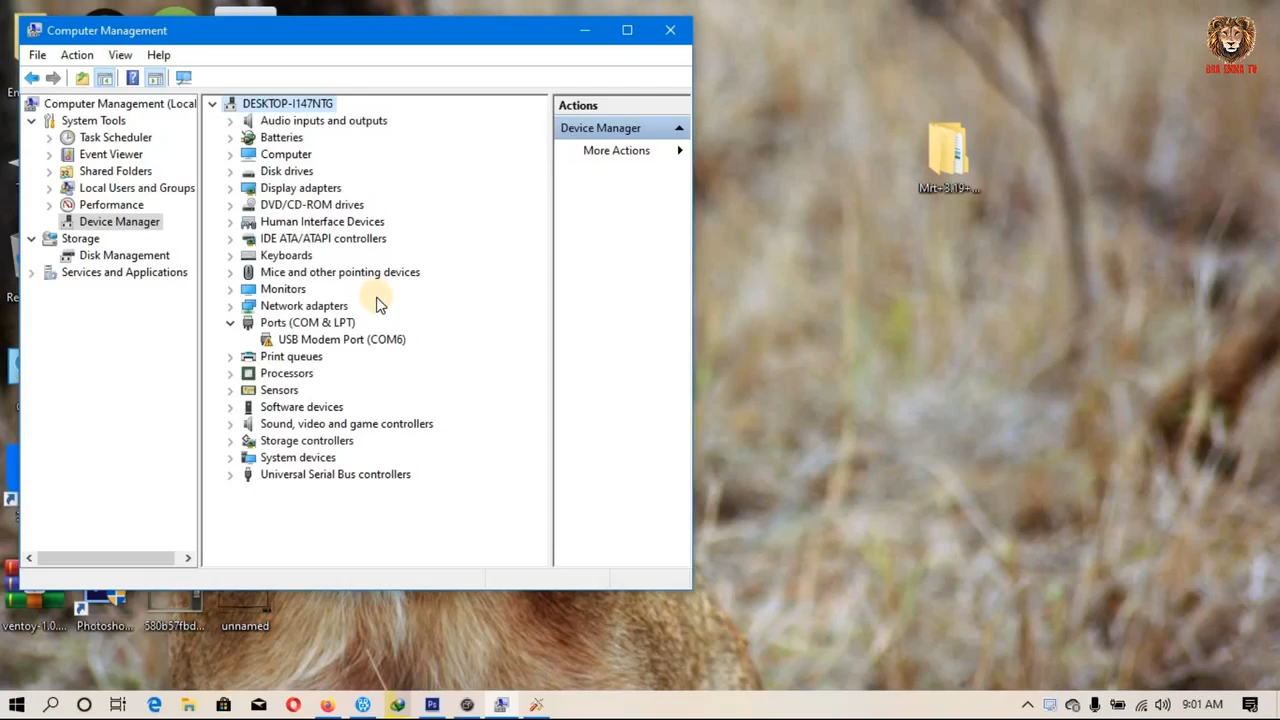 Computer Management
File Action View Help
Computer Management (Local
System Tools
Task Scheduler
Event Viewer
Shared Folders
Local Users and Groups
Performance
Device Manager
Storage
Disk Management
Services and Applications
DESKTOP-I147NTG
Audio inputs and outputs
Batteries
Computer
Disk drives
Display adapters
DVD/CD-ROM drives
Human Interface Devices
IDE ATA/ATAPI controllers
Keyboards
Mice and other pointing devices
Monitors
Network adapters
Ports (COM & LPT)
USB Modem Port (COM6)
Print queues
Processors
Sensors
Software devices
Sound, video and game controllers
Storage controllers
System devices
Universal Serial Bus controllers
Actions
Device Manager
More Actions
Mrt+3.19+...
ventoy-1.0....
Photosho...
580b57fbd...
unnamed
9:01 AM